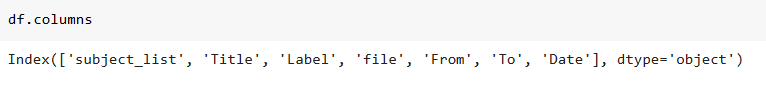 df.columns
Index(['subject_list', 'Title', 'Label', 'file', 'From', 'To', 'Date'], dtype='object')